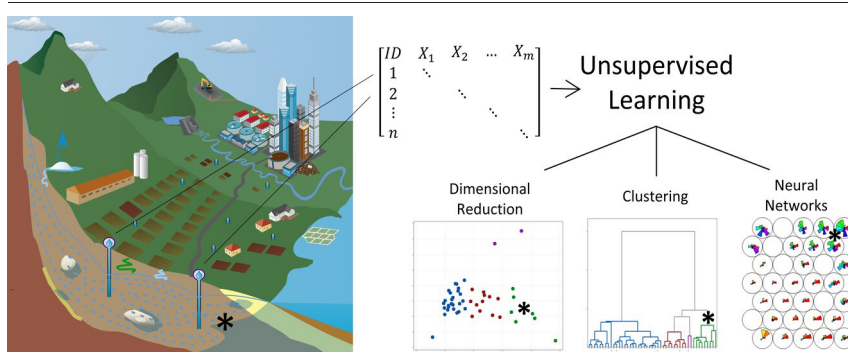 ID X₁ X₂ … Xₘ
1 ⋱
2 ⋱
⋮ ⋱
n ⋱
Unsupervised
Learning
Dimensional
Reduction
Clustering
Neural
Networks
*
*
*
*